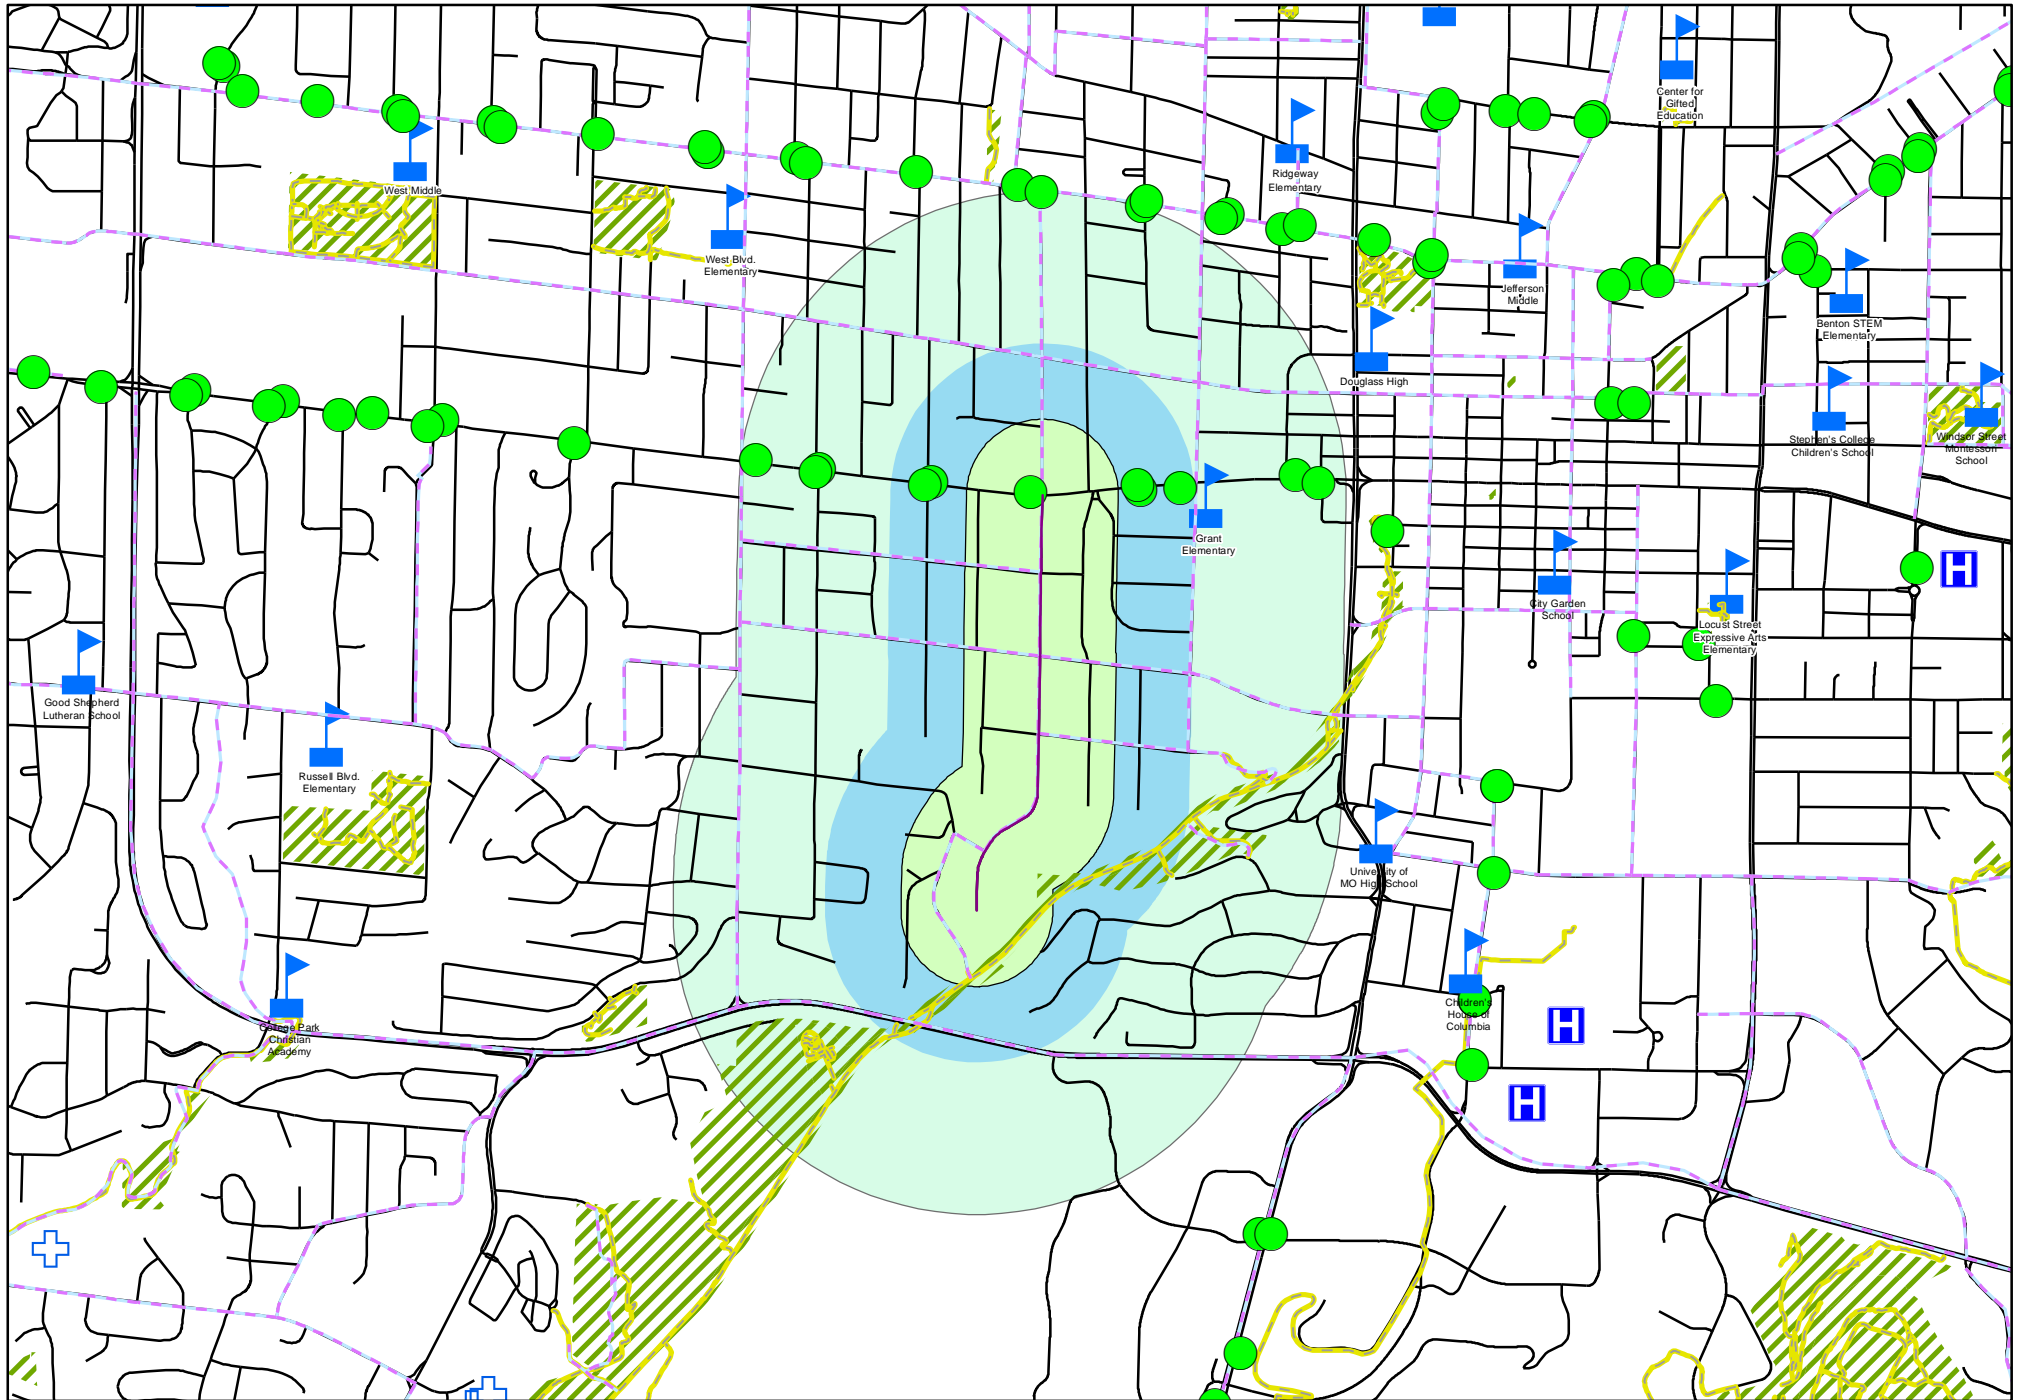 Center for
Gifted
Education
West Middle
Ridgeway
Elementary
West Blvd.
Elementary
Jefferson
Middle
Benton STEM
Elementary
Douglass High
Stephen's College
Children's School
Windsor Street
Montessori
School
Grant
Elementary
City Garden
School
Locust Street
Expressive Arts
Elementary
Good Shepherd
Lutheran School
Russell Blvd.
Elementary
University of
MO High School
Children's
House of
Columbia
College Park
Christian
Academy
H
H
H